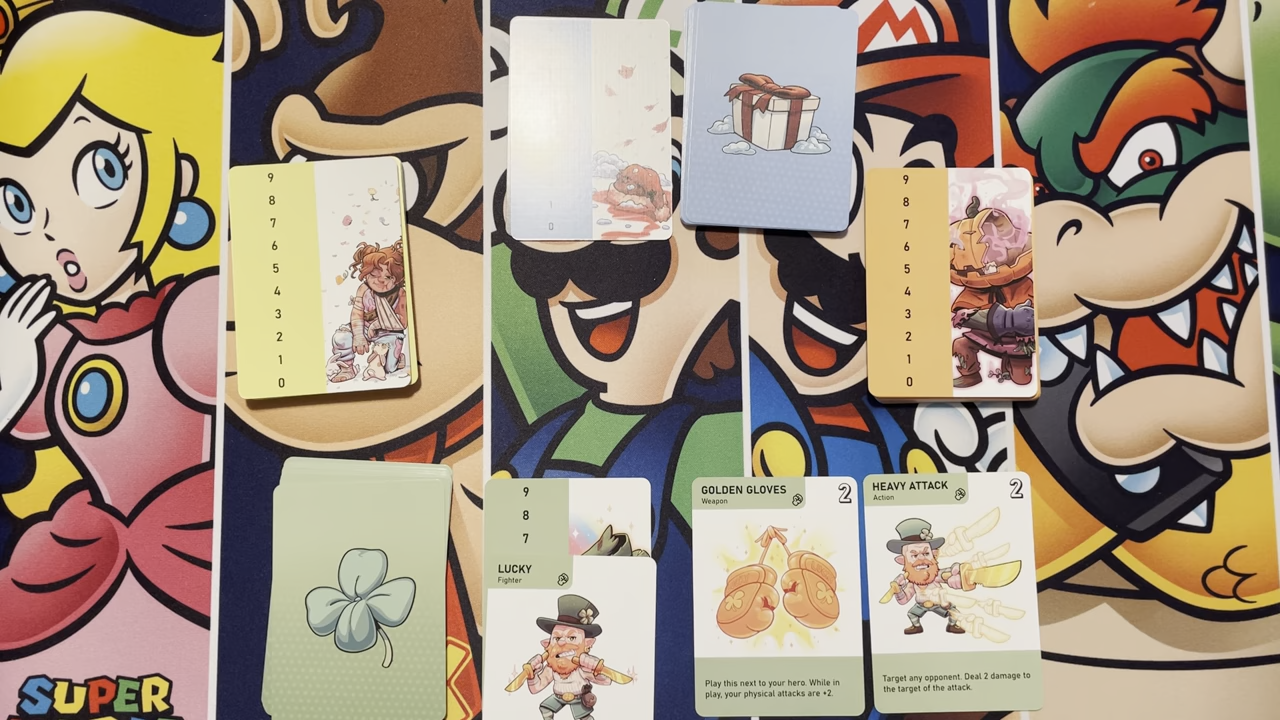 1
0
9
8
7
6
5
4
3
2
1
0
9
8
7
6
5
4
3
2
1
0
M
9
8
7
LUCKY
Fighter
GOLDEN GLOVES
2
Weapon
Play this next to your hero. While in
play, your physical attacks are +2.
HEAVY ATTACK
2
Action
Target any opponent. Deal 2 damage to
the target of the attack.
SUPER